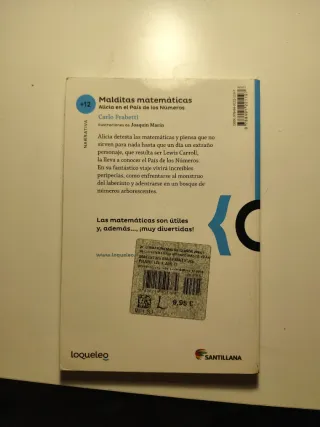 +12
NARRATIVA
Malditas matemáticas
Alicia en el País de los Números
Carlo Frabetti
Ilustraciones de Joaquín Marín
Alicia detesta las matemáticas y piensa que no
sirven para nada hasta que un día un extraño
personaje, que resulta ser Lewis Carroll,
la lleva a conocer el País de los Números.
En su fantástico viaje vivirá increíbles
peripecias, como enfrentarse al monstruo
del laberinto y adentrarse en un bosque de
números arborescentes.
Las matemáticas son útiles
y, además..., ¡muy divertidas!
9,95 €
loqueleo
SANTILLANA